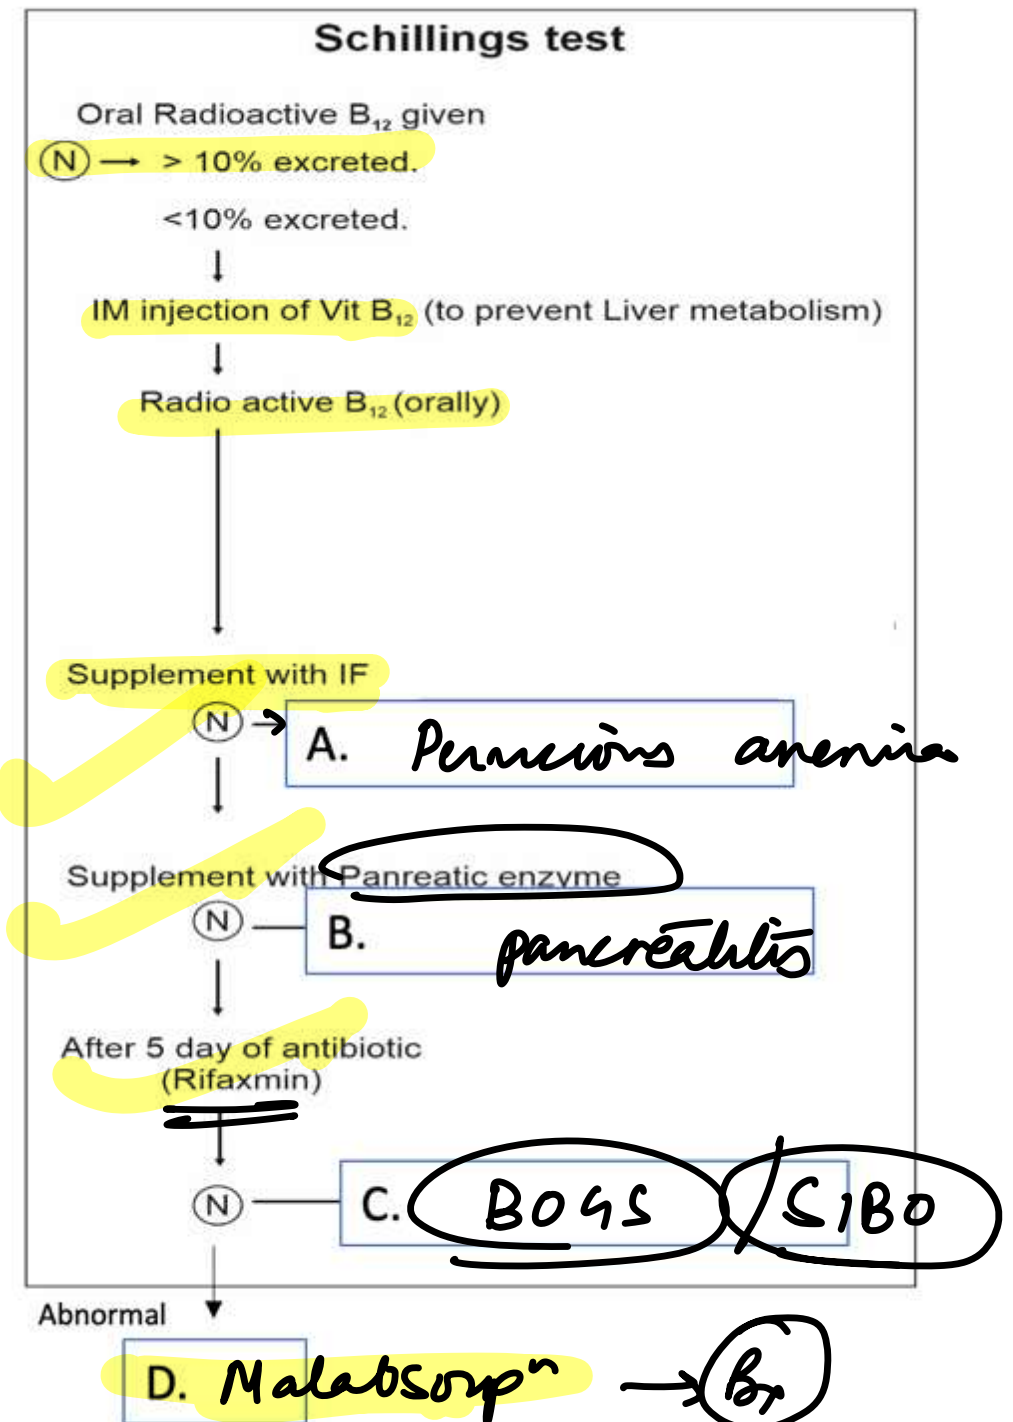 Schillings test
Oral Radioactive B₁₂ given
N → > 10% excreted.
<10% excreted.
IM injection of Vit B₁₂ (to prevent Liver metabolism)
Radio active B₁₂ (orally)
Supplement with IF
N → A. Pernicious anemia
Supplement with Panreatic enzyme
N B. pancreatitis
After 5 day of antibiotic
(Rifaxmin)
N C. BOGS / SIBO
Abnormal
D. Malabsorpⁿ →